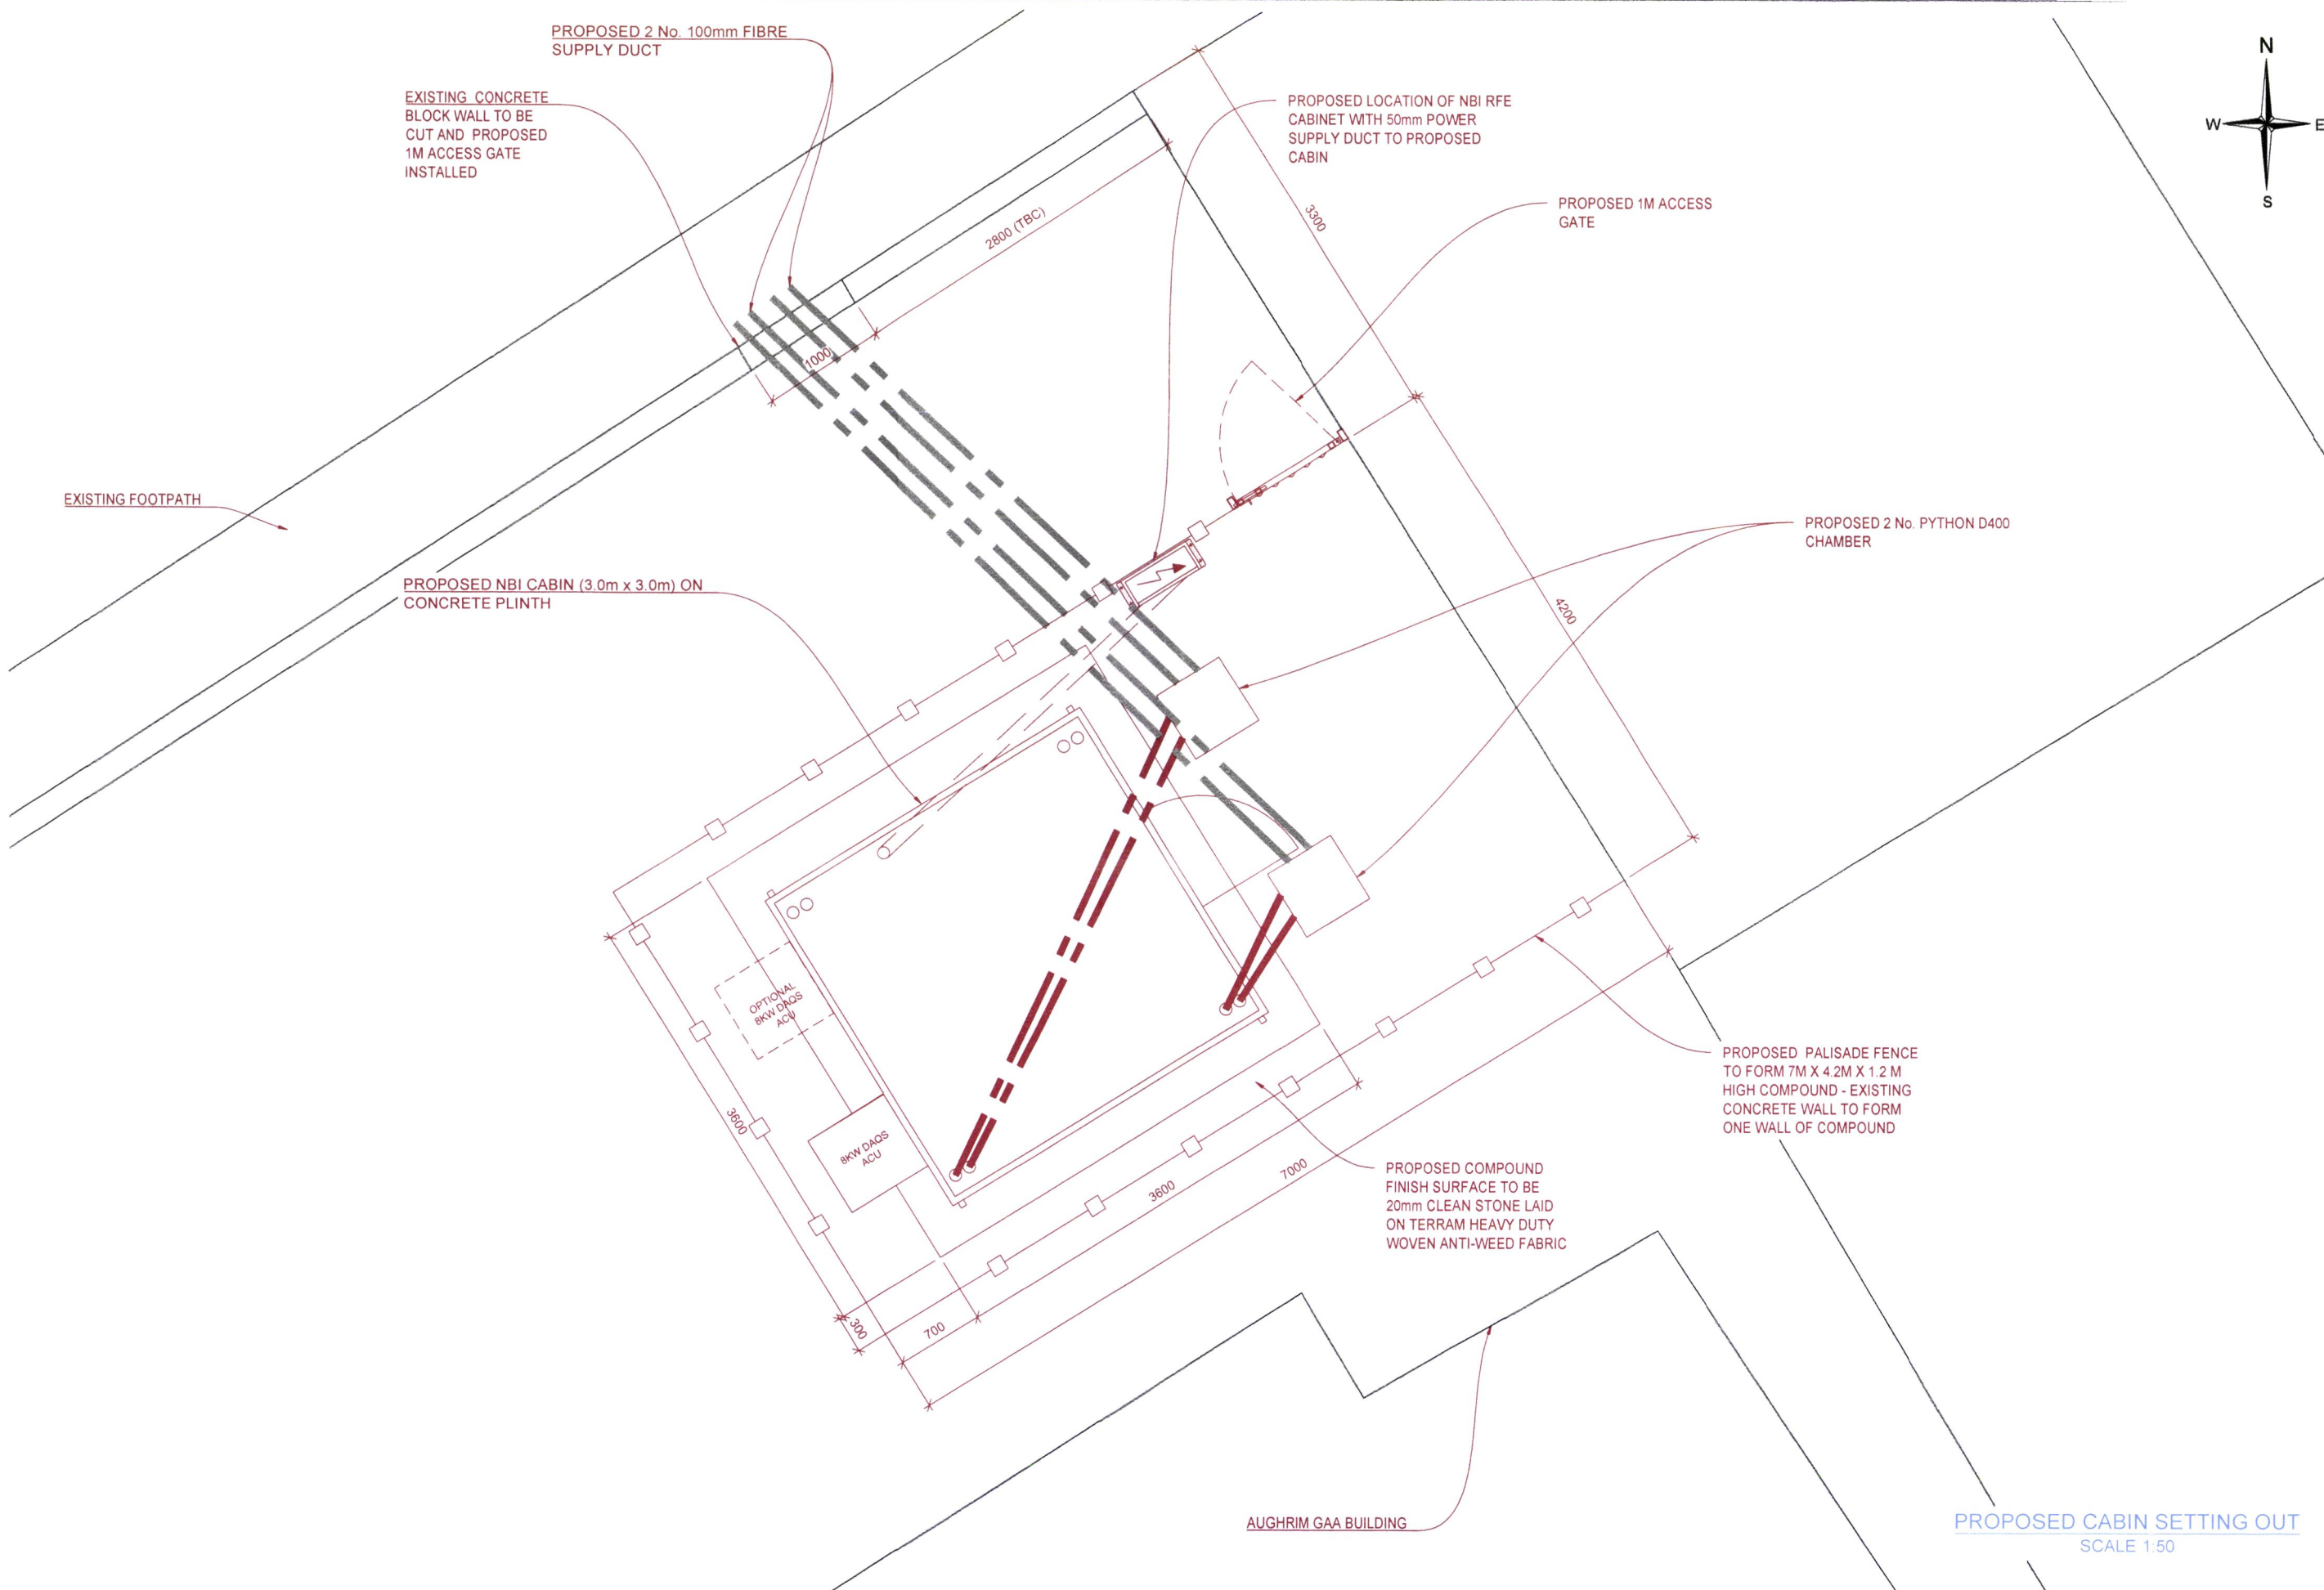 PROPOSED 2 No. 100mm FIBRE
SUPPLY DUCT
N
W
E
S
EXISTING CONCRETE
BLOCK WALL TO BE
CUT AND PROPOSED
1M ACCESS GATE
INSTALLED
PROPOSED LOCATION OF NBI RFE
CABINET WITH 50mm POWER
SUPPLY DUCT TO PROPOSED
CABIN
PROPOSED 1M ACCESS
GATE
2800 (TBC)
3300
1000
EXISTING FOOTPATH
PROPOSED 2 No. PYTHON D400
CHAMBER
PROPOSED NBI CABIN (3.0m x 3.0m) ON
CONCRETE PLINTH
4200
OPTIONAL
8KW DAQS
ACU
8KW DAQS
ACU
3600
PROPOSED PALISADE FENCE
TO FORM 7M X 4.2M X 1.2 M
HIGH COMPOUND - EXISTING
CONCRETE WALL TO FORM
ONE WALL OF COMPOUND
PROPOSED COMPOUND
FINISH SURFACE TO BE
20mm CLEAN STONE LAID
ON TERRAM HEAVY DUTY
WOVEN ANTI-WEED FABRIC
7000
3600
300
700
AUGHRIM GAA BUILDING
PROPOSED CABIN SETTING OUT
SCALE 1:50